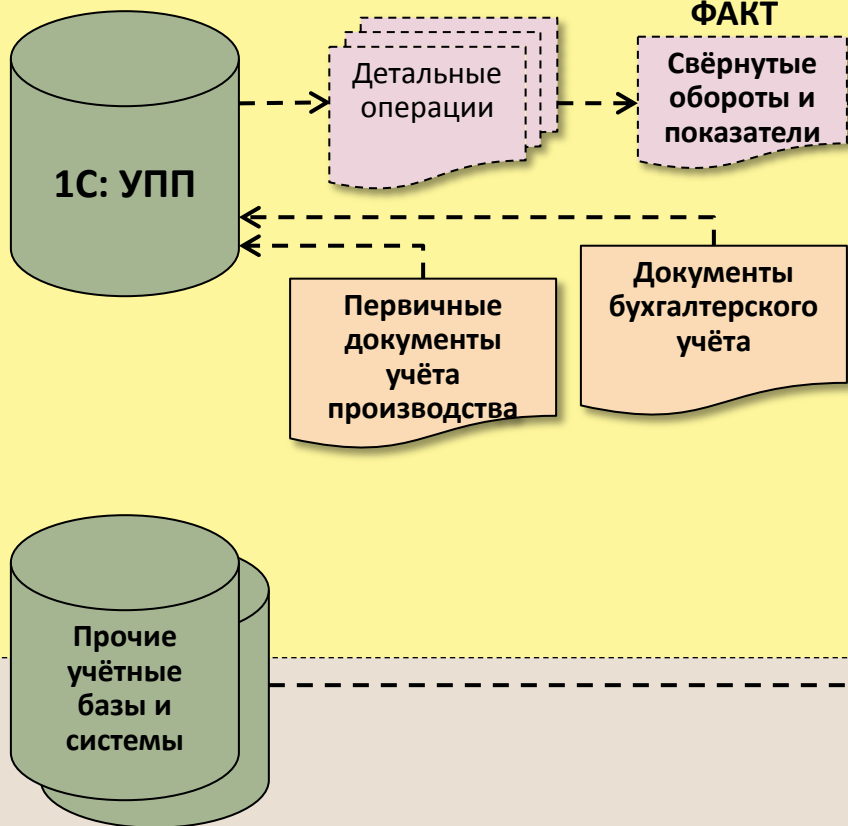 ФАКТ
Детальные
операции
Свёрнутые
обороты и
показатели
1С: УПП
Первичные
документы
учёта
производства
Документы
бухгалтерского
учёта
Прочие
учётные
базы и
системы